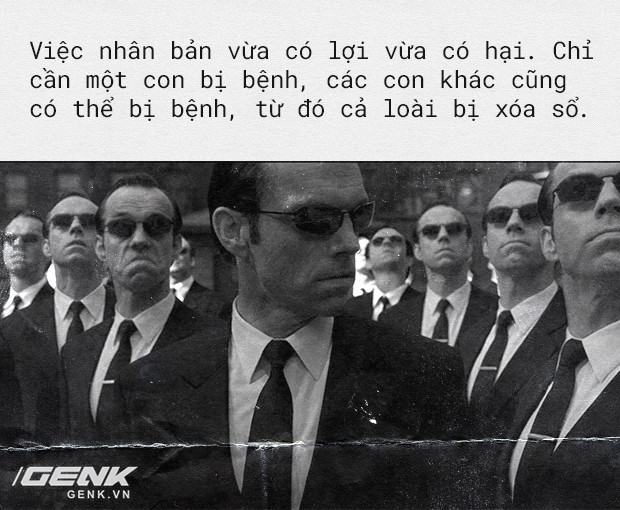 Việc nhân bản vừa có lợi vừa có hại. Chỉ
cần một con bị bệnh, các con khác cũng
có thể bị bệnh, từ đó cả loài bị xóa sổ.
/GENK
GENK.VN